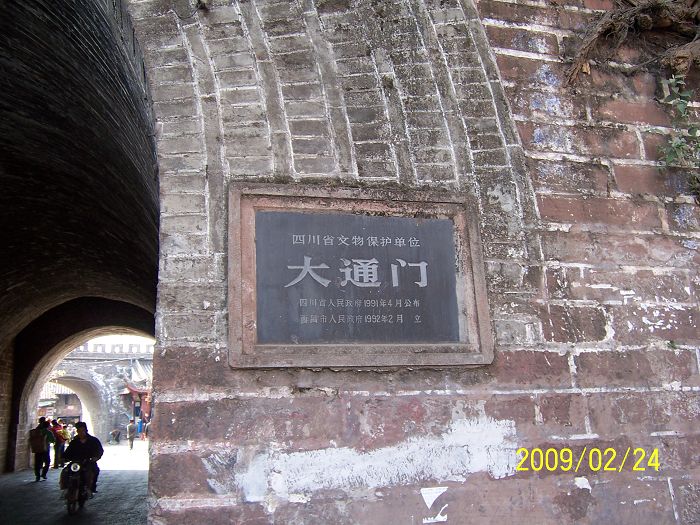 四川省文物保护单位
大通门
四川省人民政府1991年4月公布
西昌市人民政府1992年2月 立
2009/02/24